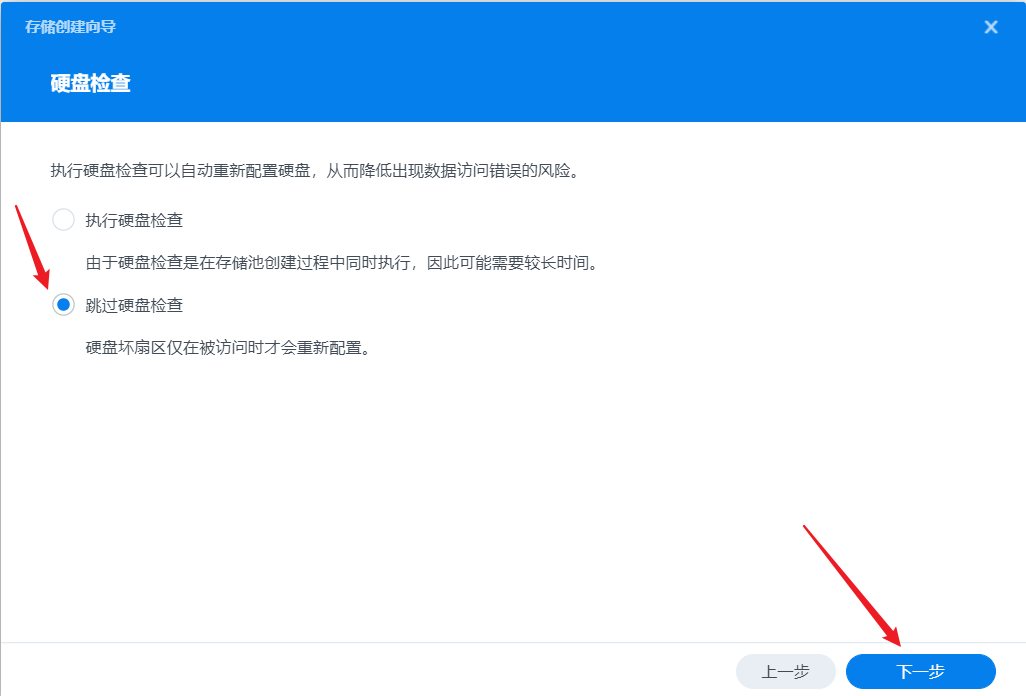 存储创建向导
硬盘检查
执行硬盘检查可以自动重新配置硬盘，从而降低出现数据访问错误的风险。
执行硬盘检查
由于硬盘检查是在存储池创建过程中同时执行，因此可能需要较长时间。
跳过硬盘检查
硬盘坏扇区仅在被访问时才会重新配置。
上一步 下一步